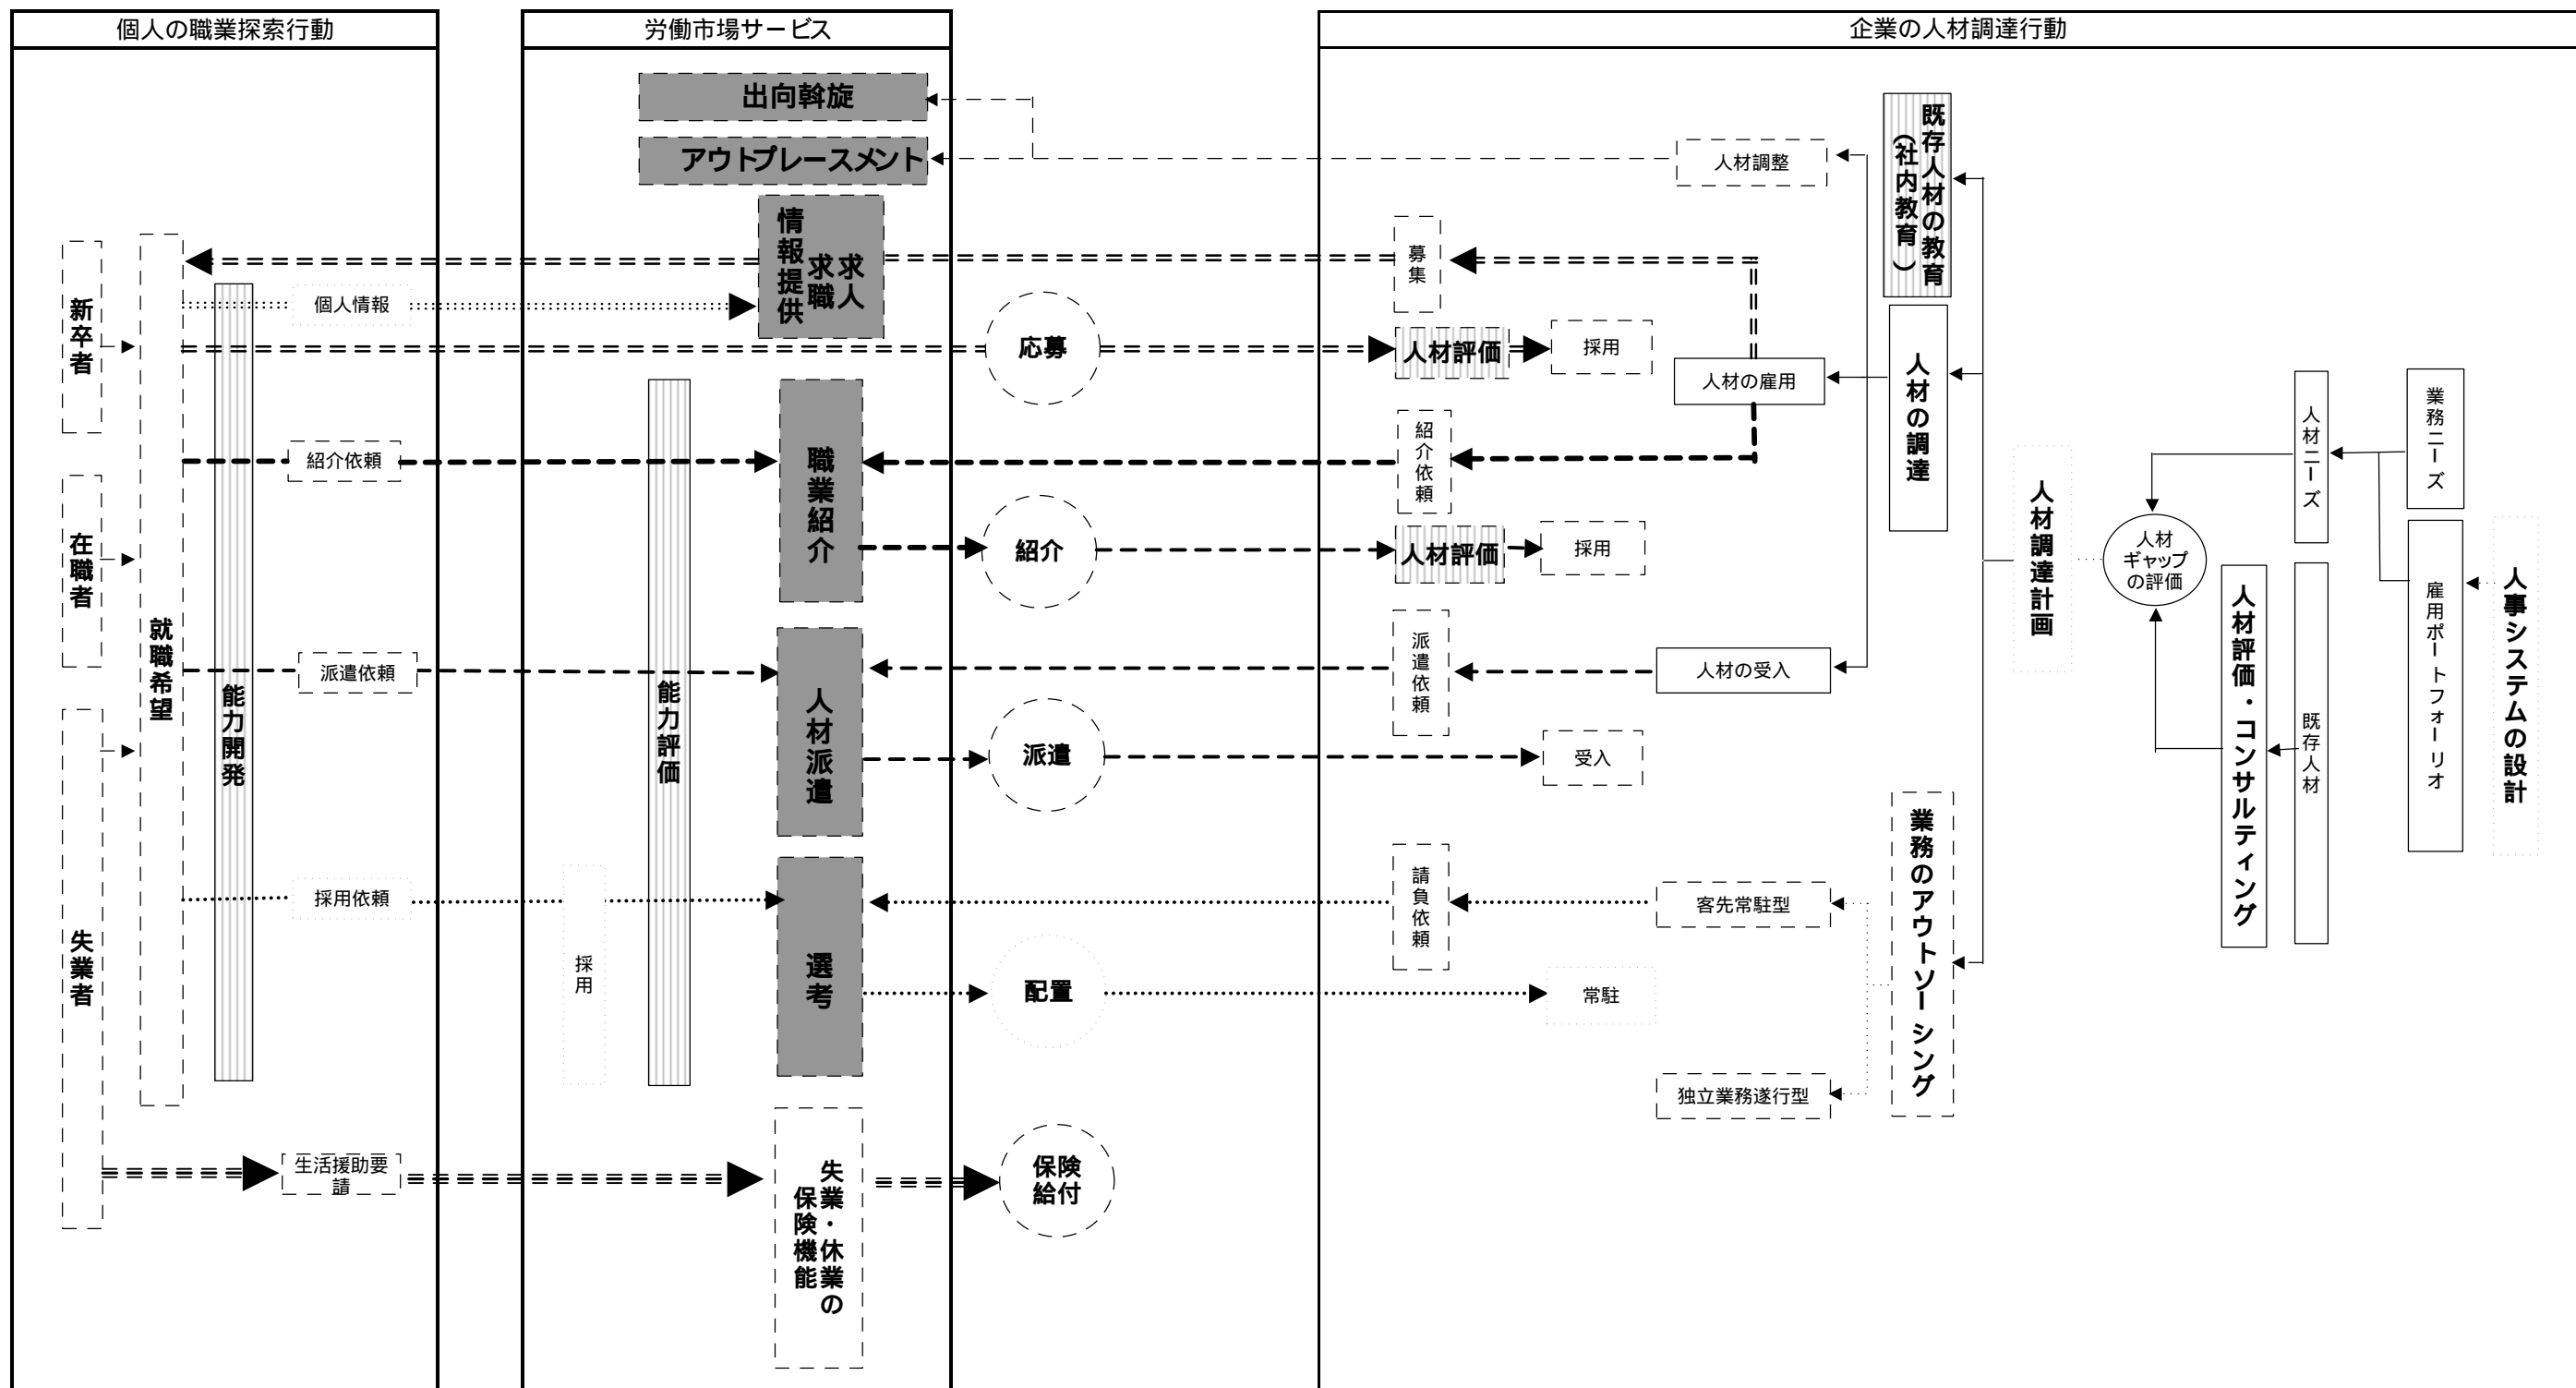 個人の職業探索行動
労働市場サービス
企業の人材調達行動
出向斡旋
アウトプレースメント
求人
求職
情報提供
新卒者
在職者
失業者
就職希望
能力開発
個人情報
紹介依頼
派遣依頼
採用依頼
生活援助要
請
採用
能力評価
職業紹介
人材派遣
選考
失業・休業の
保険機能
応募
紹介
派遣
配置
保険
給付
募集
人材評価
採用
紹介依頼
人材評価
採用
派遣依頼
受入
請負依頼
常駐
人材調整
人材の雇用
人材の受入
客先常駐型
独立業務遂行型
既存人材の教育
（社内教育）
人材の調達
業務のアウトソーシング
人材調達計画
人材
ギャップ
の評価
人材ニーズ
人材評価・コンサルティング
既存人材
業務ニーズ
雇用ポートフォーリオ
人事システムの設計